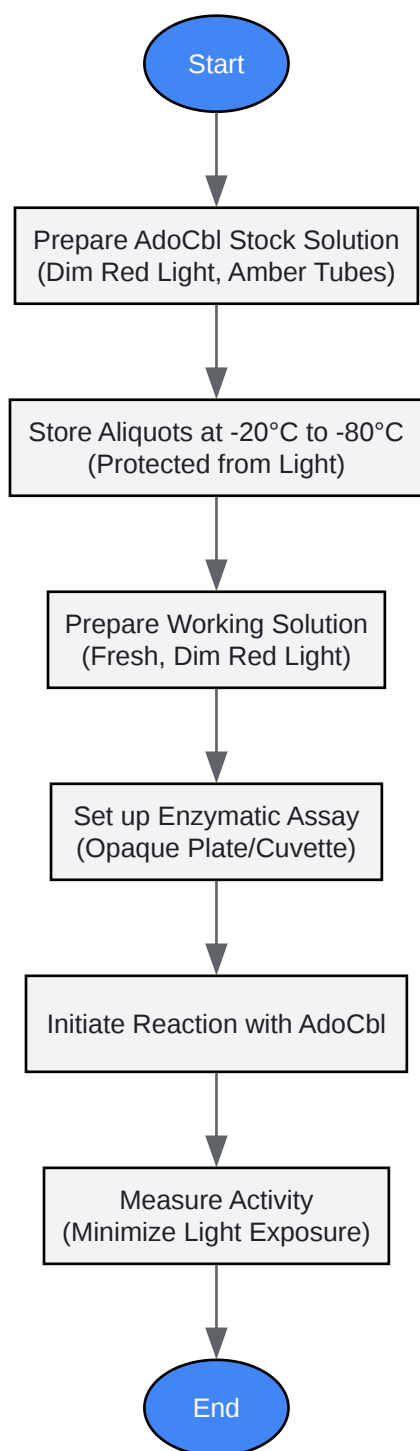 Start
Prepare AdoCbl Stock Solution
(Dim Red Light, Amber Tubes)
Store Aliquots at -20°C to -80°C
(Protected from Light)
Prepare Working Solution
(Fresh, Dim Red Light)
Set up Enzymatic Assay
(Opaque Plate/Cuvette)
Initiate Reaction with AdoCbl
Measure Activity
(Minimize Light Exposure)
End